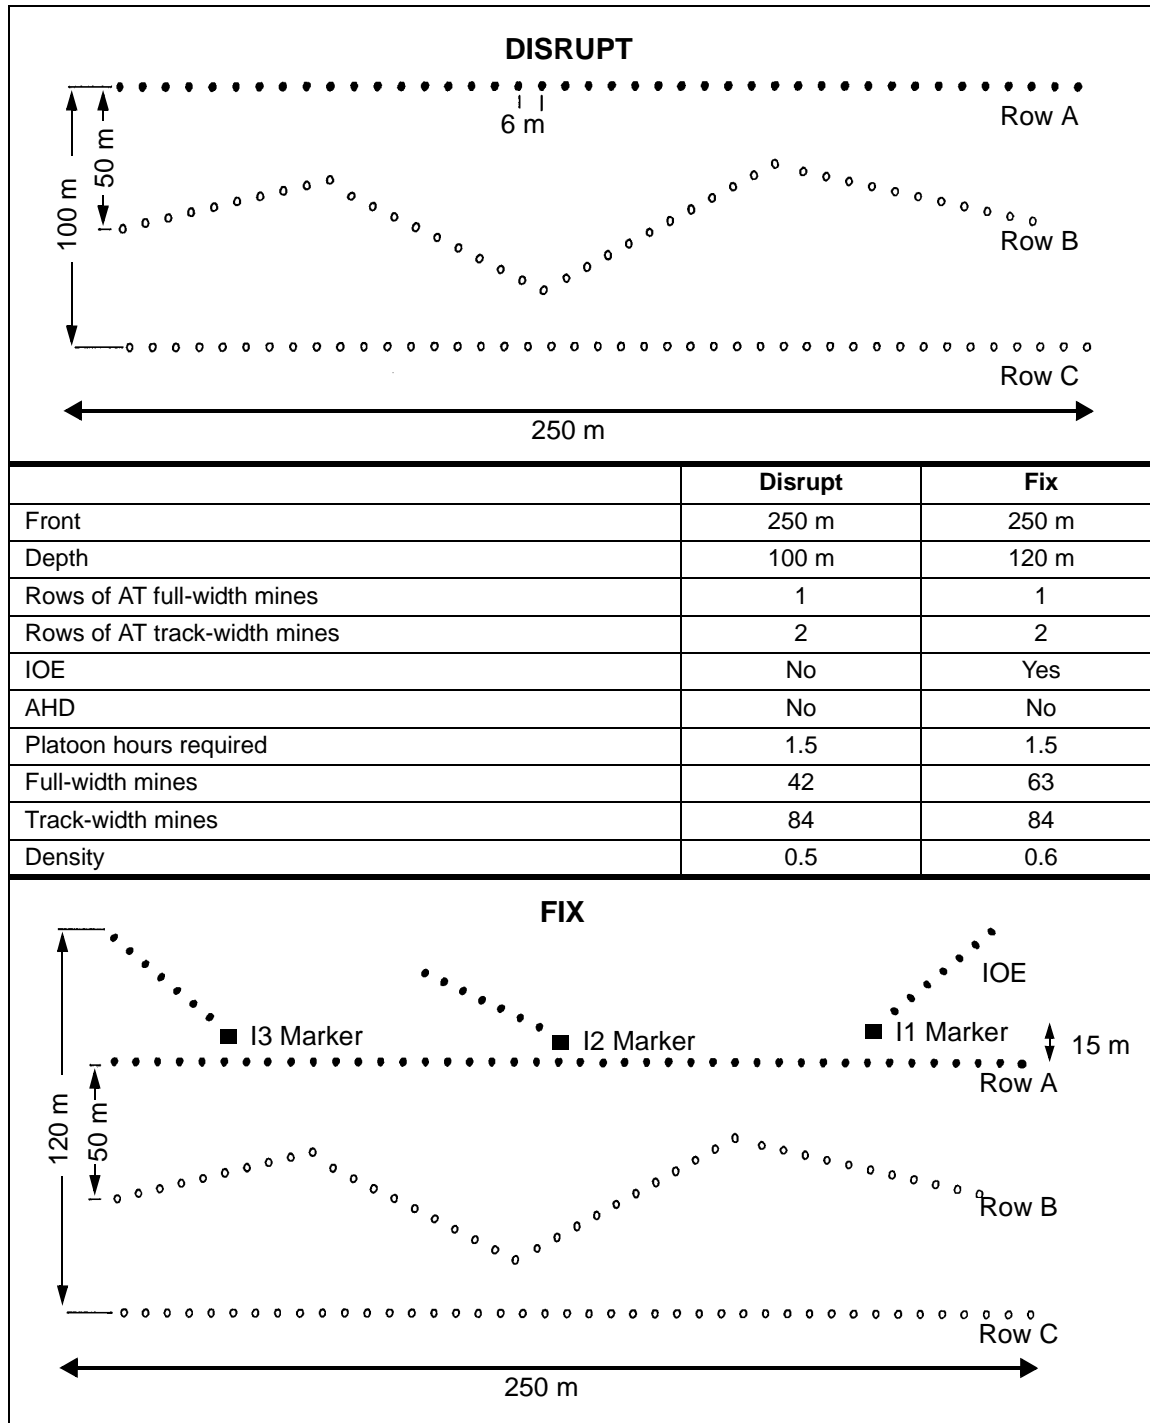 DISRUPT
Row A
6 m
50 m
100 m
Row B
Row C
250 m
Disrupt Fix
Front 250 m 250 m
Depth 100 m 120 m
Rows of AT full-width mines 1 1
Rows of AT track-width mines 2 2
IOE No Yes
AHD No No
Platoon hours required 1.5 1.5
Full-width mines 42 63
Track-width mines 84 84
Density 0.5 0.6
FIX
IOE
I3 Marker
I2 Marker
I1 Marker
15 m
Row A
120 m
50 m
Row B
Row C
250 m